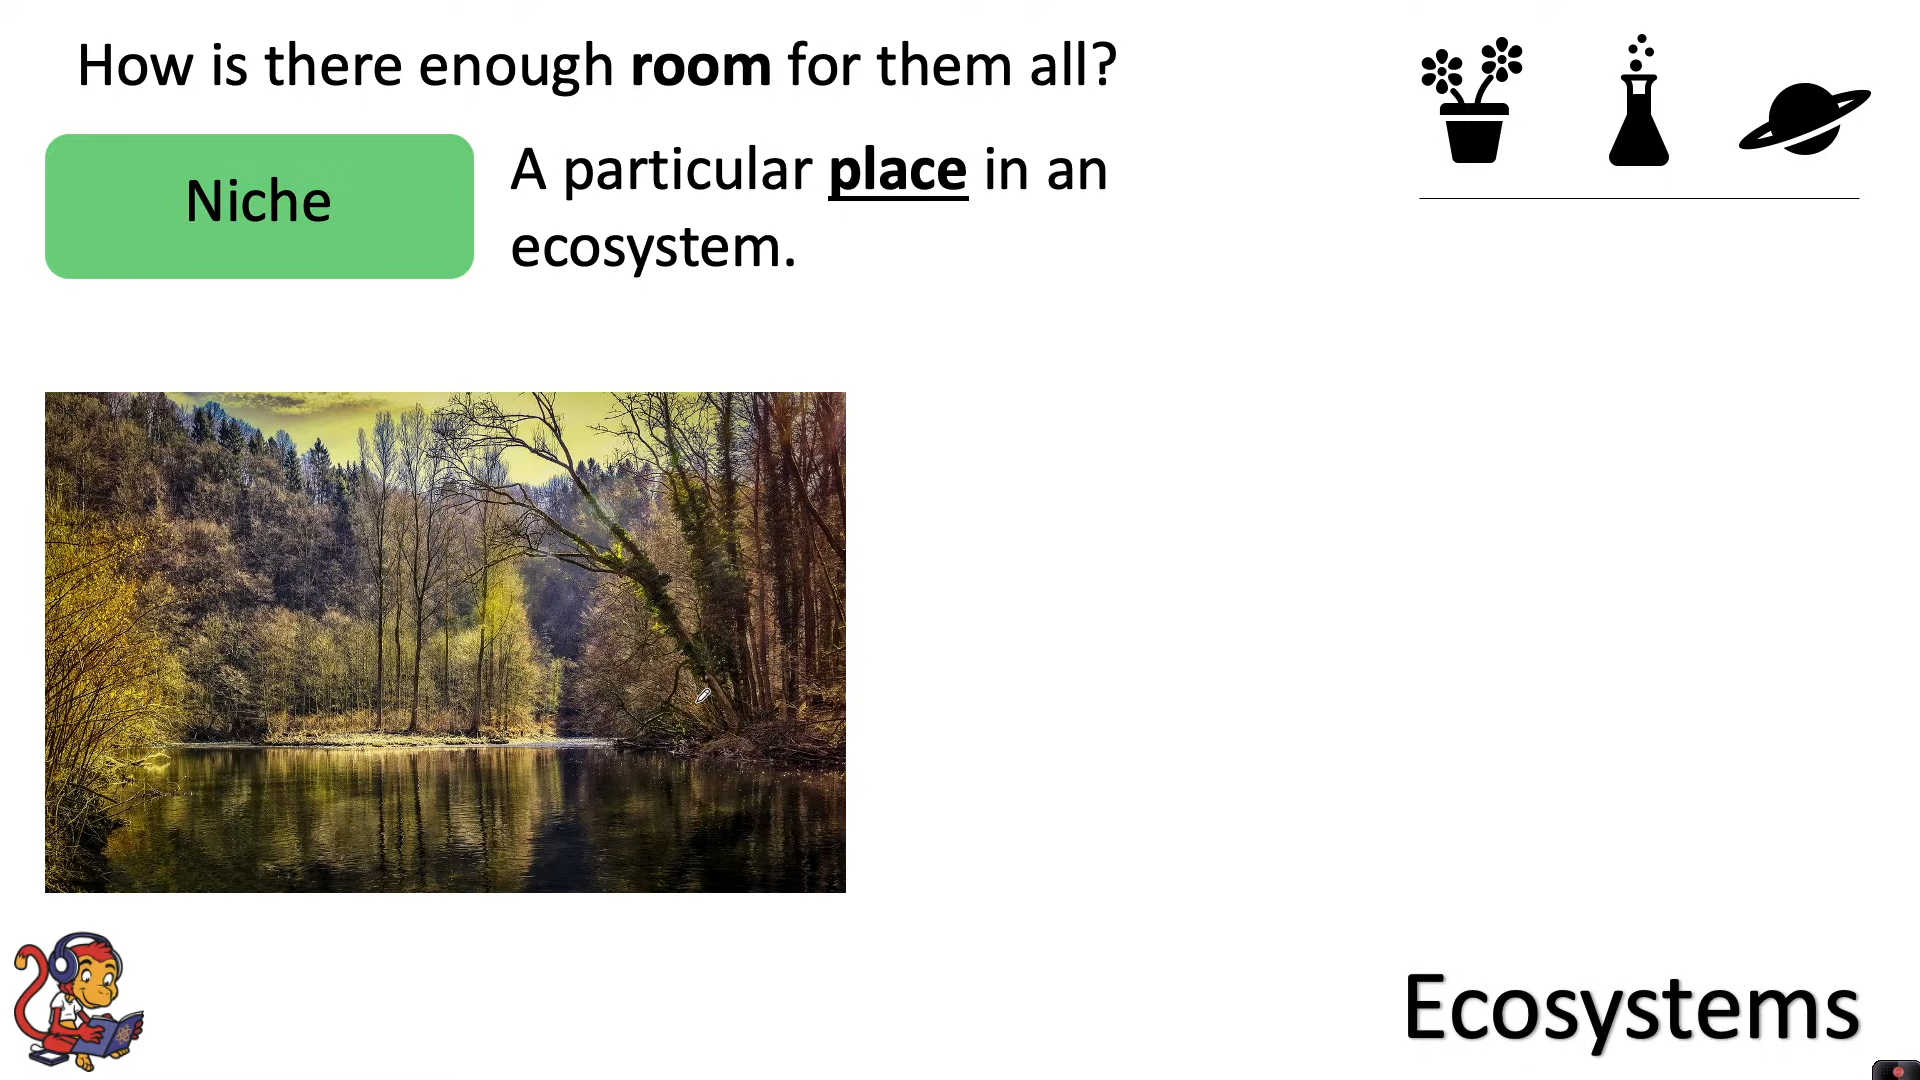 How is there enough room for them all?
Niche
A particular place in an
ecosystem.
Ecosystems